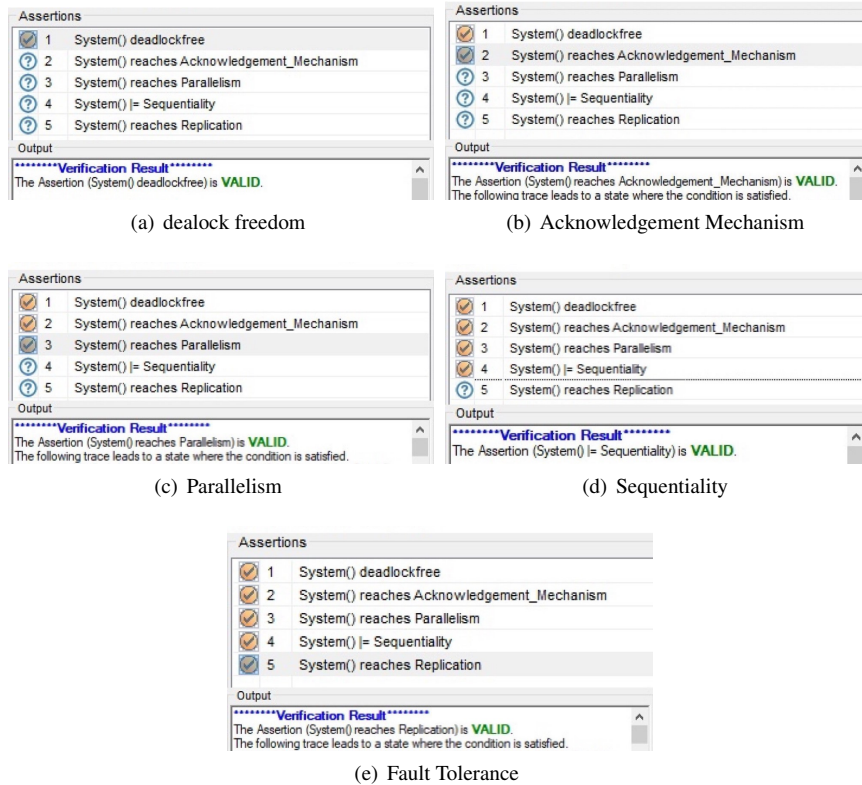 Assertions
1 System() deadlockfree
2 System() reaches Acknowledgement_Mechanism
3 System() reaches Parallelism
4 System() |= Sequentiality
5 System() reaches Replication
Output
********Verification Result********
The Assertion (System() deadlockfree) is VALID.
(a) dealock freedom
Assertions
1 System() deadlockfree
2 System() reaches Acknowledgement_Mechanism
3 System() reaches Parallelism
4 System() |= Sequentiality
5 System() reaches Replication
Output
********Verification Result********
The Assertion (System() reaches Acknowledgement_Mechanism) is VALID.
The following trace leads to a state where the condition is satisfied.
(b) Acknowledgement Mechanism
Assertions
1 System() deadlockfree
2 System() reaches Acknowledgement_Mechanism
3 System() reaches Parallelism
4 System() |= Sequentiality
5 System() reaches Replication
Output
********Verification Result********
The Assertion (System() reaches Parallelism) is VALID.
The following trace leads to a state where the condition is satisfied.
(c) Parallelism
Assertions
1 System() deadlockfree
2 System() reaches Acknowledgement_Mechanism
3 System() reaches Parallelism
4 System() |= Sequentiality
5 System() reaches Replication
Output
********Verification Result********
The Assertion (System() |= Sequentiality) is VALID.
(d) Sequentiality
Assertions
1 System() deadlockfree
2 System() reaches Acknowledgement_Mechanism
3 System() reaches Parallelism
4 System() |= Sequentiality
5 System() reaches Replication
Output
********Verification Result********
The Assertion (System() reaches Replication) is VALID.
The following trace leads to a state where the condition is satisfied.
(e) Fault Tolerance